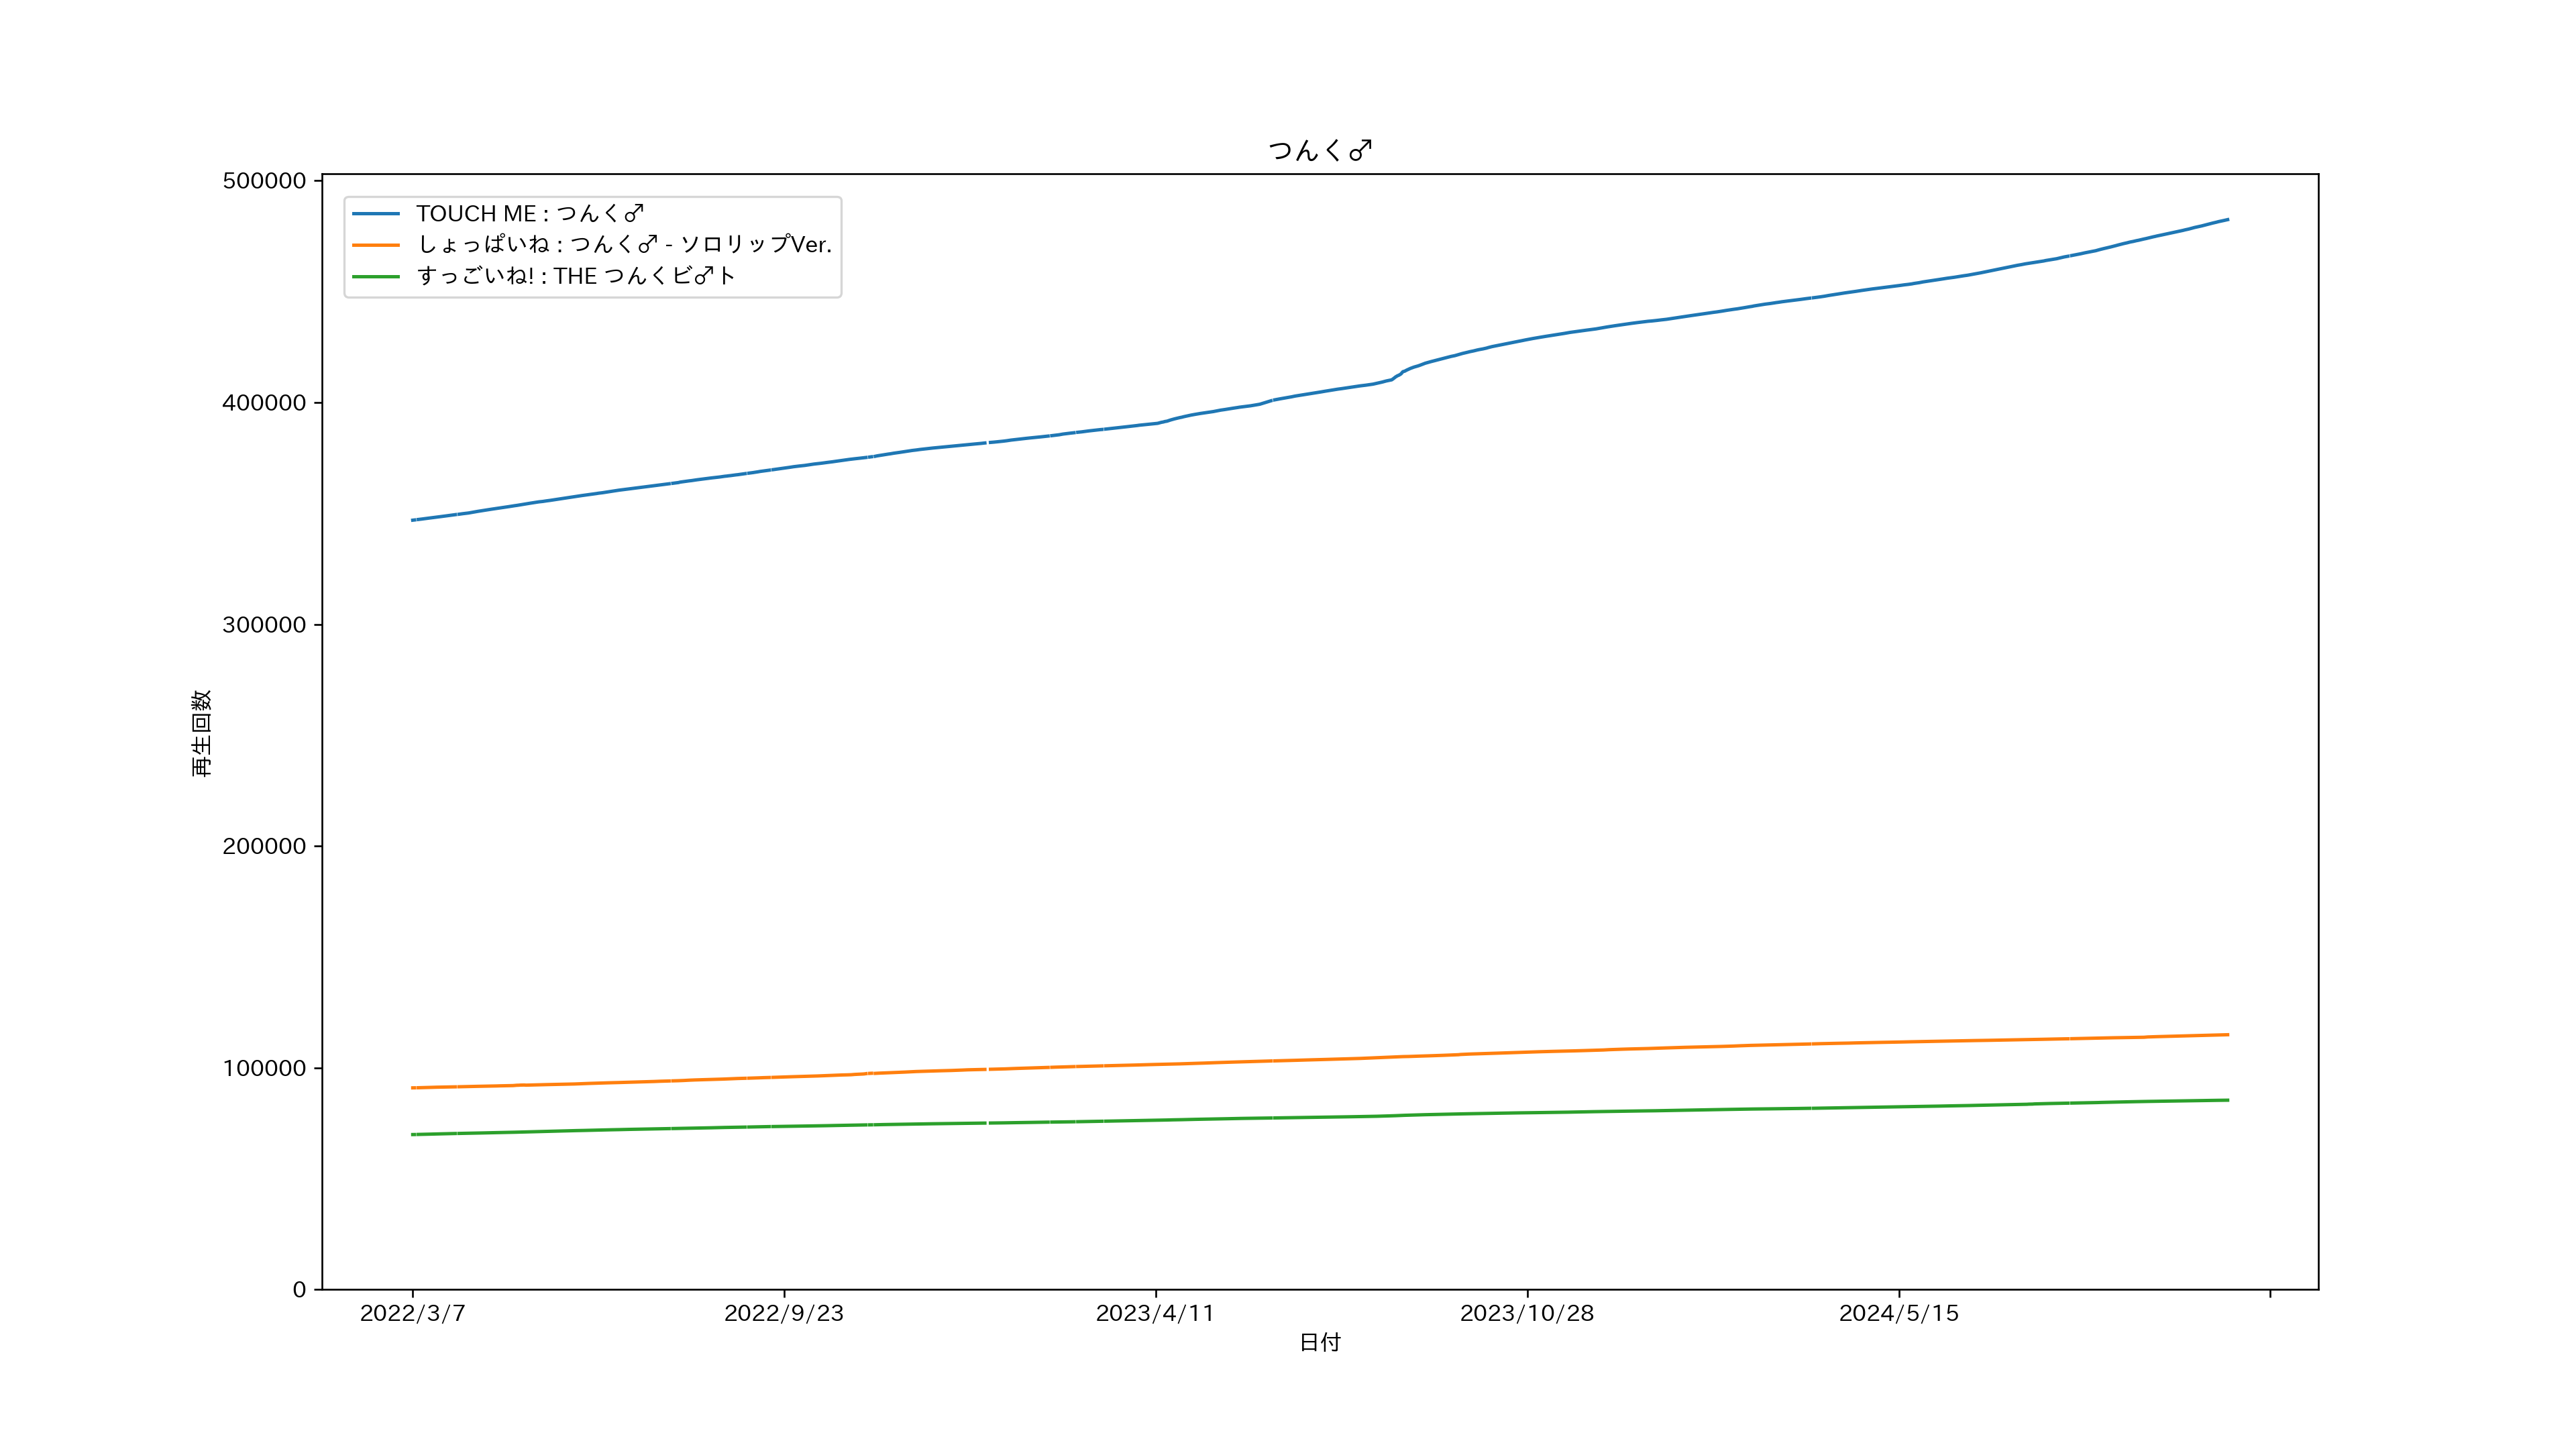 つんく♂
500000
400000
300000
200000
100000
0
再生回数
TOUCH ME : つんく♂
しょっぱいね : つんく♂ - ソロリップVer.
すっごいね! : THE つんくビ♂ト
2022/3/7
2022/9/23
2023/4/11
2023/10/28
2024/5/15
日付